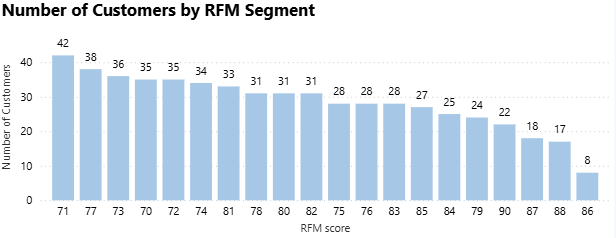 Number of Customers by RFM Segment
42 38 36 35 35 34 33 31 31 31 28 28 28 27 25 24 22 18 17 8
Number of Customers
40
30
20
10
0
71 77 73 70 72 74 81 78 80 82 75 76 83 85 84 79 90 87 88 86
RFM score